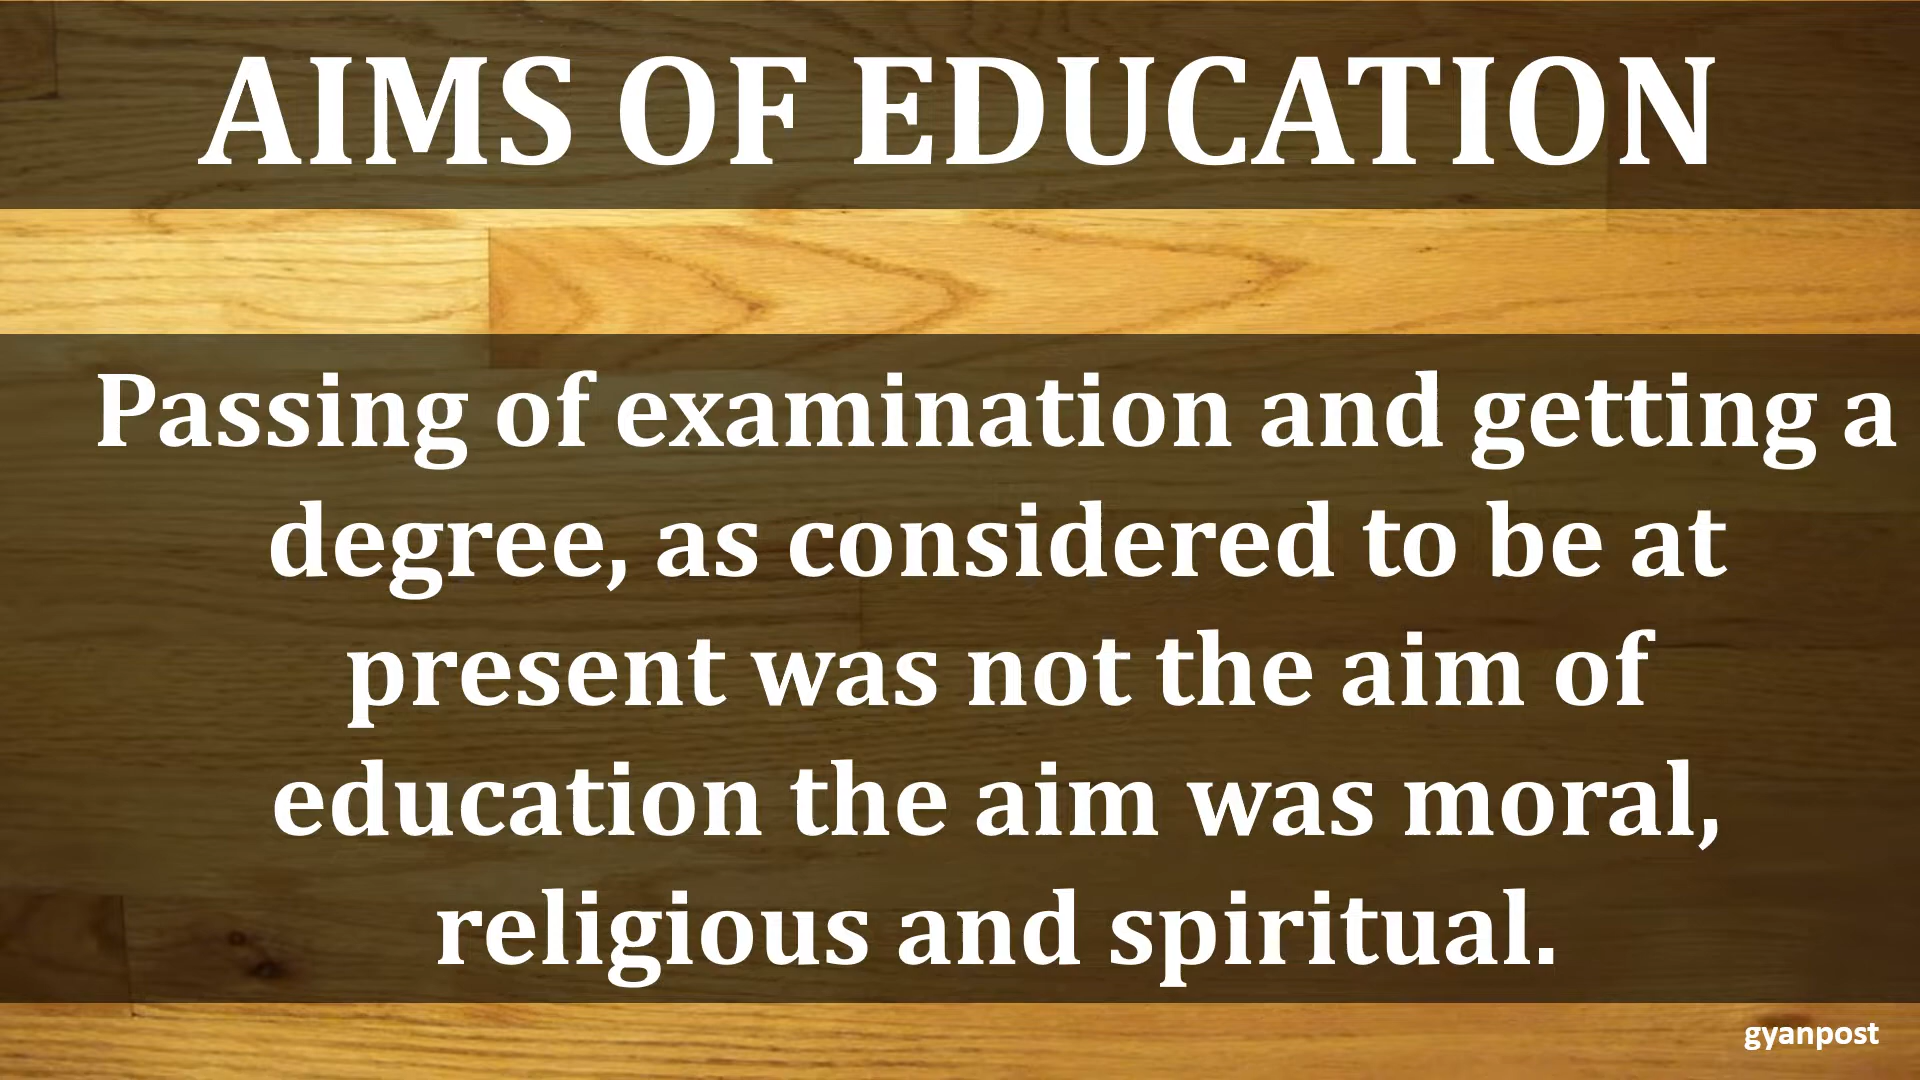 AIMS OF EDUCATION
Passing of examination and getting a
degree, as considered to be at
present was not the aim of
education the aim was moral,
religious and spiritual.
gyanpost